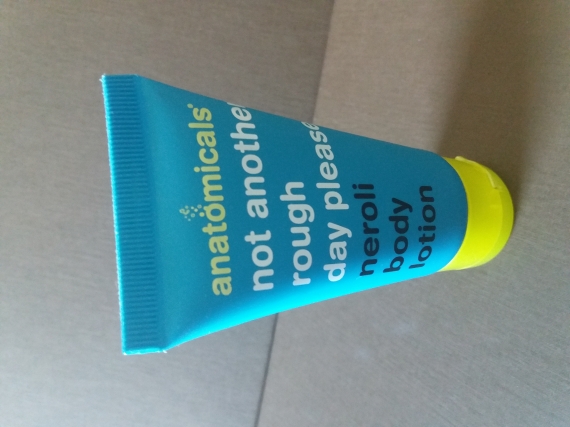 anatomicals®
not another
rough
day please
neroli
body
lotion